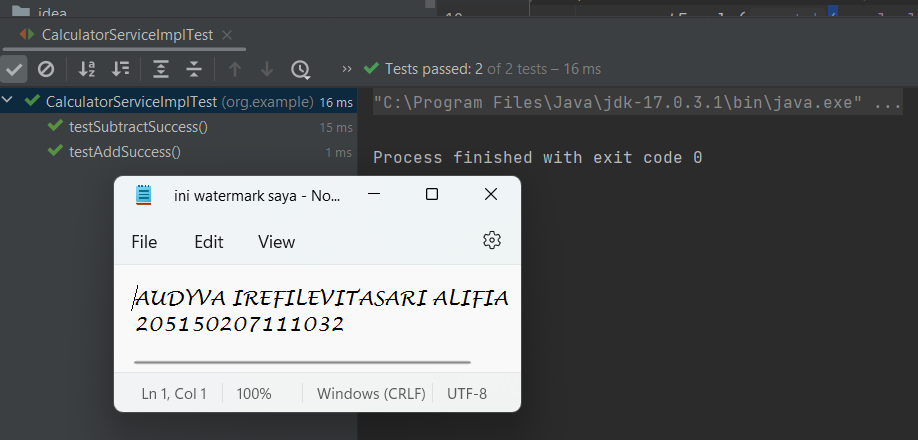 idea
CalculatorServiceImplTest
Tests passed: 2 of 2 tests – 16 ms
CalculatorServiceImplTest (org.example) 16 ms
testSubtractSuccess() 15 ms
testAddSuccess() 1 ms
"C:\Program Files\Java\jdk-17.0.3.1\bin\java.exe" ...
Process finished with exit code 0
ini watermark saya - No...
File Edit View
AUDYVA IREFILEVITASARI ALIFIA
205150207111032
Ln 1, Col 1 100% Windows (CRLF) UTF-8